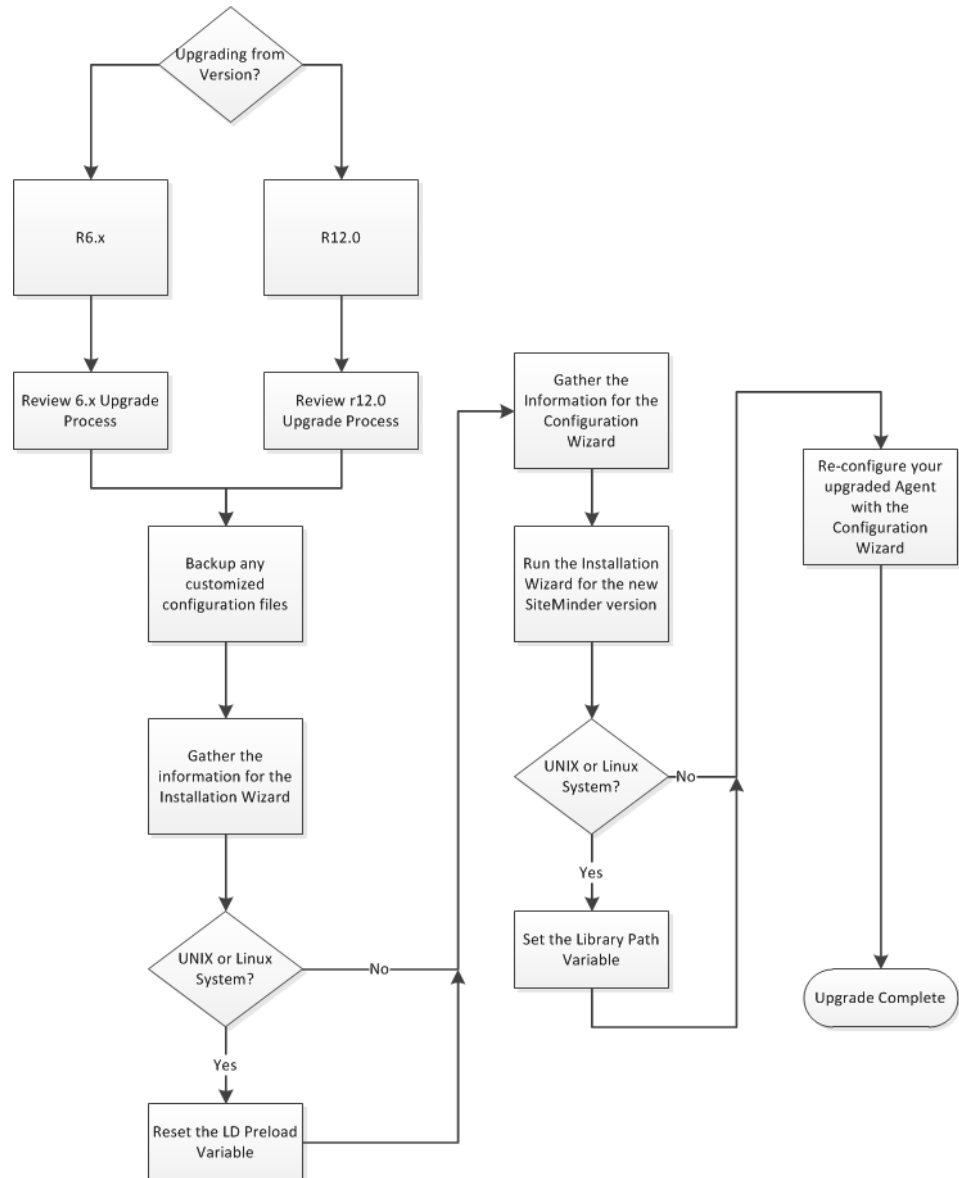 Upgrading from
Version?
R6.x
R12.0
Review 6.x Upgrade
Process
Review r12.0
Upgrade Process
Backup any
customized
configuration files
Gather the
information for the
Installation Wizard
UNIX or Linux
System?
No
Yes
Reset the LD Preload
Variable
Gather the
Information for the
Configuration
Wizard
Run the Installation
Wizard for the new
SiteMinder version
UNIX or Linux
System?
No
Yes
Set the Library Path
Variable
Re-configure your
upgraded Agent
with the
Configuration
Wizard
Upgrade Complete